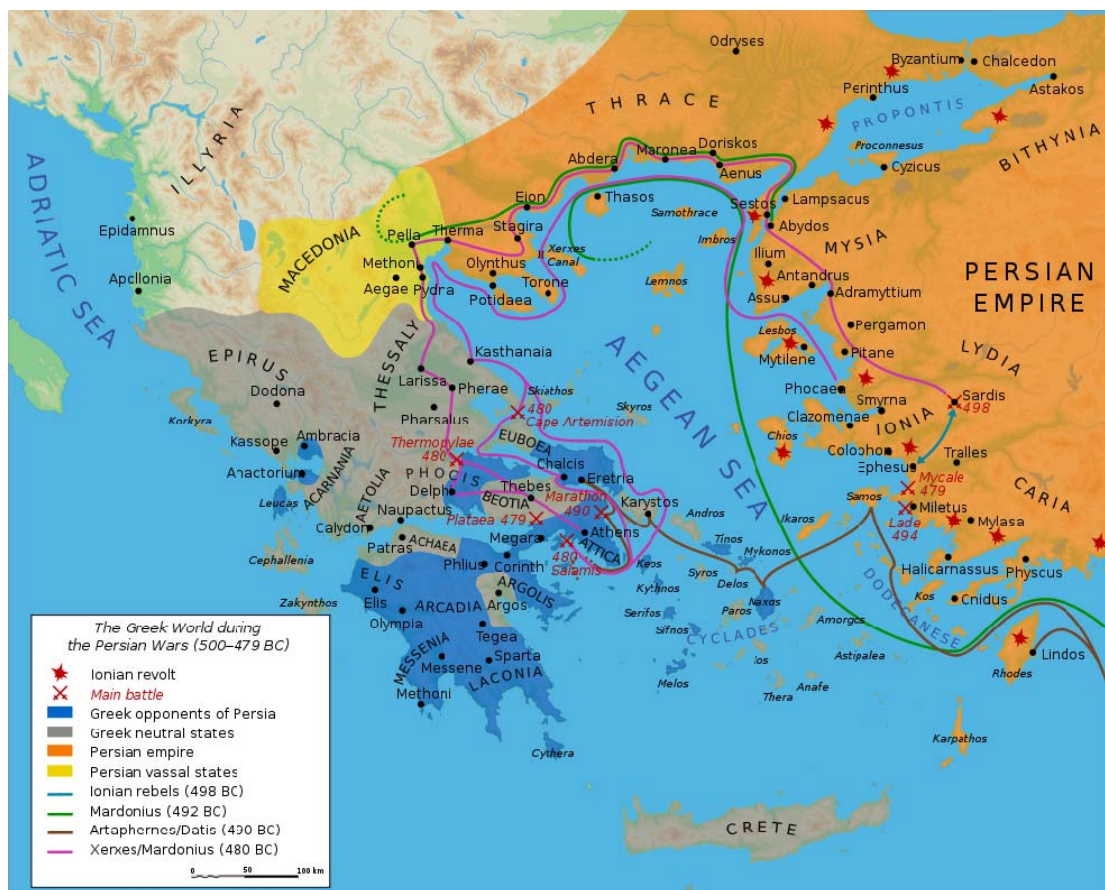 Odryses
Byzantium
Chalcedon
Astakos
Perinthus
THRACE
PROPONTIS
BITHYNIA
Proconnesus
Cyzicus
ILLYRIA
ADRIATIC SEA
Doriskos
Maronea
Abdera
Aenus
Eion
Thasos
Samothrace
Sestos
Lampsacus
Abydos
Imbros
MYSIA
Epidamnus
Apcllonia
MACEDONIA
Pella
Therma
Stagira
Xerxes
Canal
Methoni
Olynthus
Aegae
Pydra
Potidaea
Torone
Lemnos
Ilium
Antandrus
Assus
Adramyttium
PERSIAN
EMPIRE
Lesbos
Mytilene
Pergamon
Pitane
LYDIA
AEGEAN SEA
EPIRUS
THESSALY
Kasthanaia
Dodona
Larissa
Pherae
Skiathos
Korkyra
Pharsalus
480
Cape Artemision
Skyros
Phocaea
Smyrna
Sardis
498
Clazomenae
IONIA
Kassope
Ambracia
Thermopylae
480
EUBOEA
Chios
Colophon
Ephesus
Tralles
Anactorium
ACARNANIA
AETOLIA
PHOCIS
Chalcis
Eretria
Mycale
479
Leucas
Delphi
BEOTIA
Thebes
Marathon
490
Karystos
Samos
Miletus
CARIA
Lade
494
Mylasa
Calydon
Naupactus
Plataea 479
Athens
Andros
Ikaros
Cephallenia
Patras
ACHAEA
Megara
480
Salamis
ATTICA
Tinos
Mykonos
Halicarnassus
Physcus
Phlius
Corinth
Keos
Syros
Delos
ELIS
Elis
ARGOLIS
Kythnos
Kos
Cnidus
DODECANESE
Zakynthos
ARCADIA
Argos
Serifos
Paros
Naxos
Olympia
Tegea
Sifnos
CYCLADES
Amorgos
MESSENIA
Messene
Sparta
Ios
Astipalea
Rhodes
Lindos
LACONIA
Melos
Thera
Anafe
Methoni
Cythera
Karpathos
CRETE
The Greek World during
the Persian Wars (500–479 BC)
Ionian revolt
Main battle
Greek opponents of Persia
Greek neutral states
Persian empire
Persian vassal states
Ionian rebels (498 BC)
Mardonius (492 BC)
Artaphernes/Datis (490 BC)
Xerxes/Mardonius (480 BC)
0 50 100 km